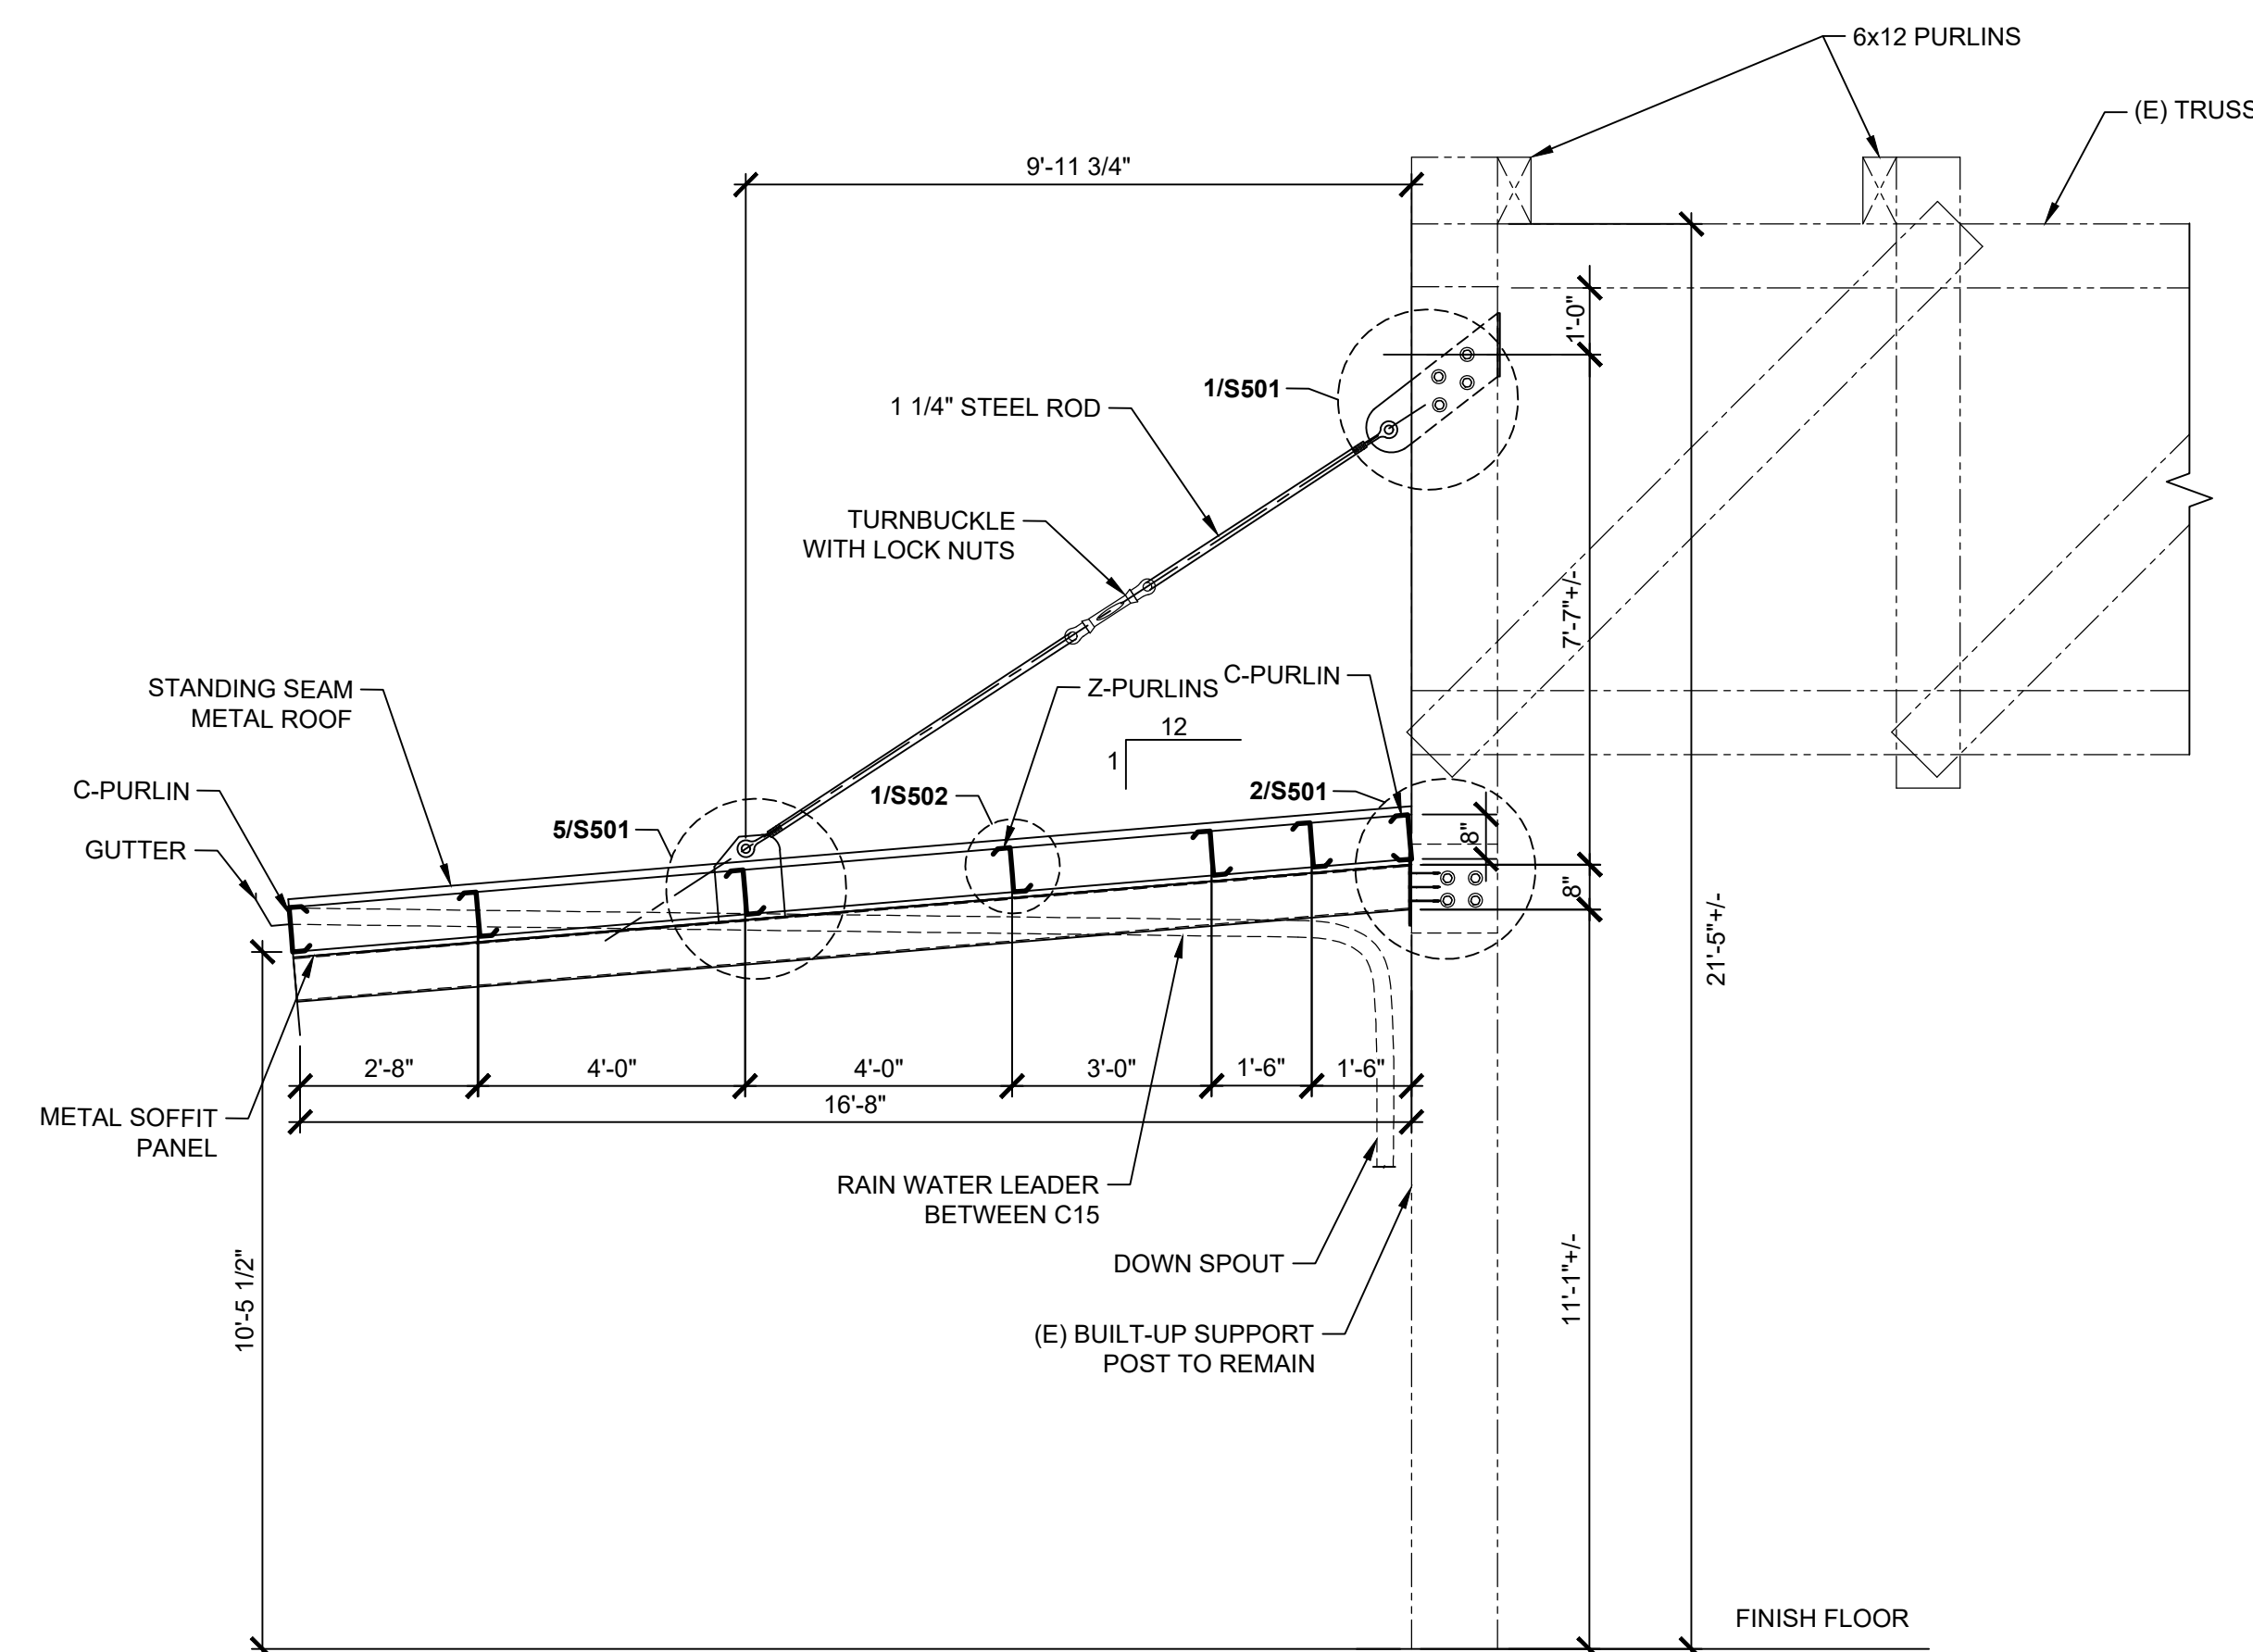 6x12 PURLINS
(E) TRUSS
9'-11 3/4"
1'-0"
1/S501
1 1/4" STEEL ROD
TURNBUCKLE
WITH LOCK NUTS
7'-7"+/-
C-PURLIN
Z-PURLINS
STANDING SEAM
METAL ROOF
12
1
C-PURLIN
1/S502
2/S501
5/S501
GUTTER
8"
8"
21'-5"+/-
2'-8"
4'-0"
4'-0"
3'-0"
1'-6"
1'-6"
16'-8"
METAL SOFFIT
PANEL
RAIN WATER LEADER
BETWEEN C15
DOWN SPOUT
10'-5 1/2"
11'-1"+/-
(E) BUILT-UP SUPPORT
POST TO REMAIN
FINISH FLOOR